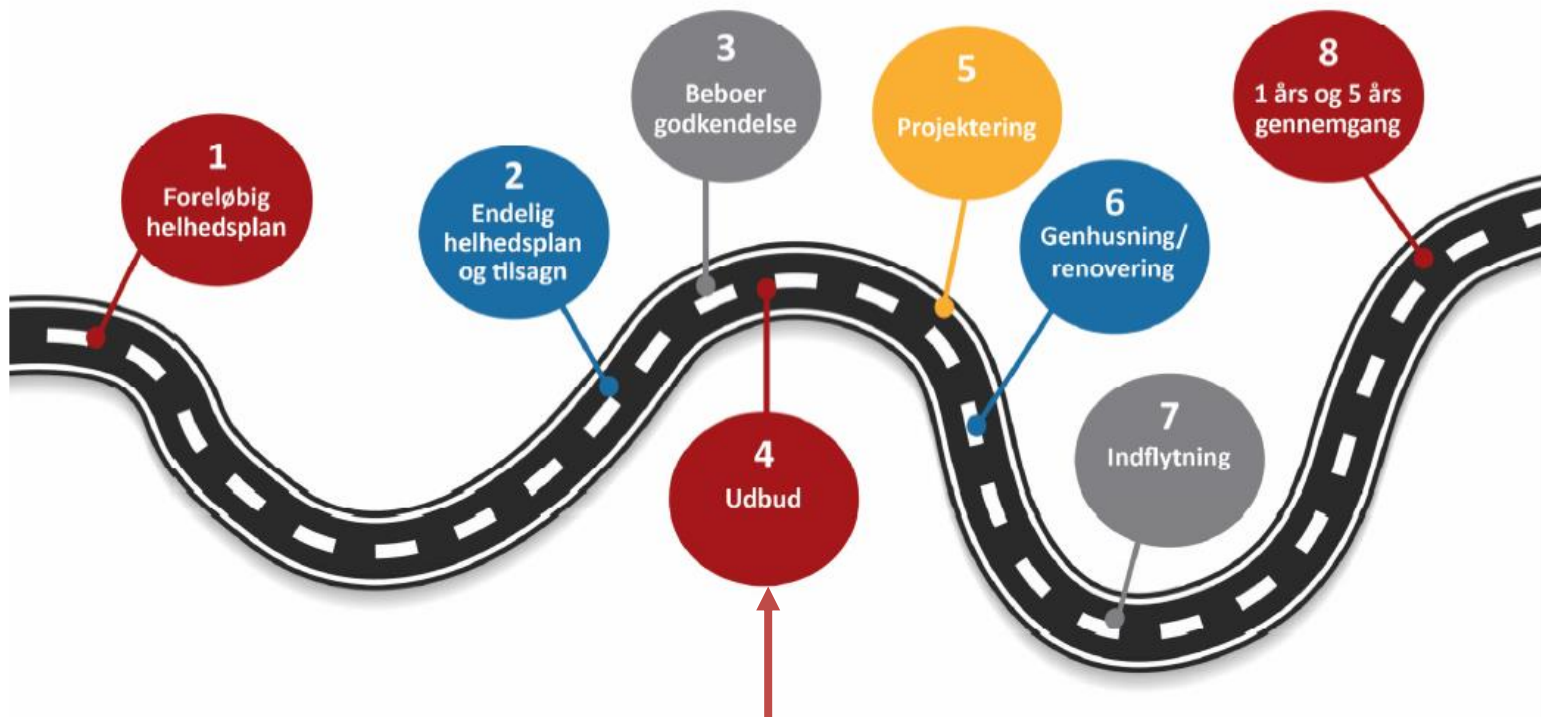 1
Foreløbig
helhedsplan
2
Endelig
helhedsplan
og tilsagn
3
Beboer
godkendelse
4
Udbud
5
Projektering
6
Genhusning/
renovering
7
Indflytning
8
1 års og 5 års
gennemgang